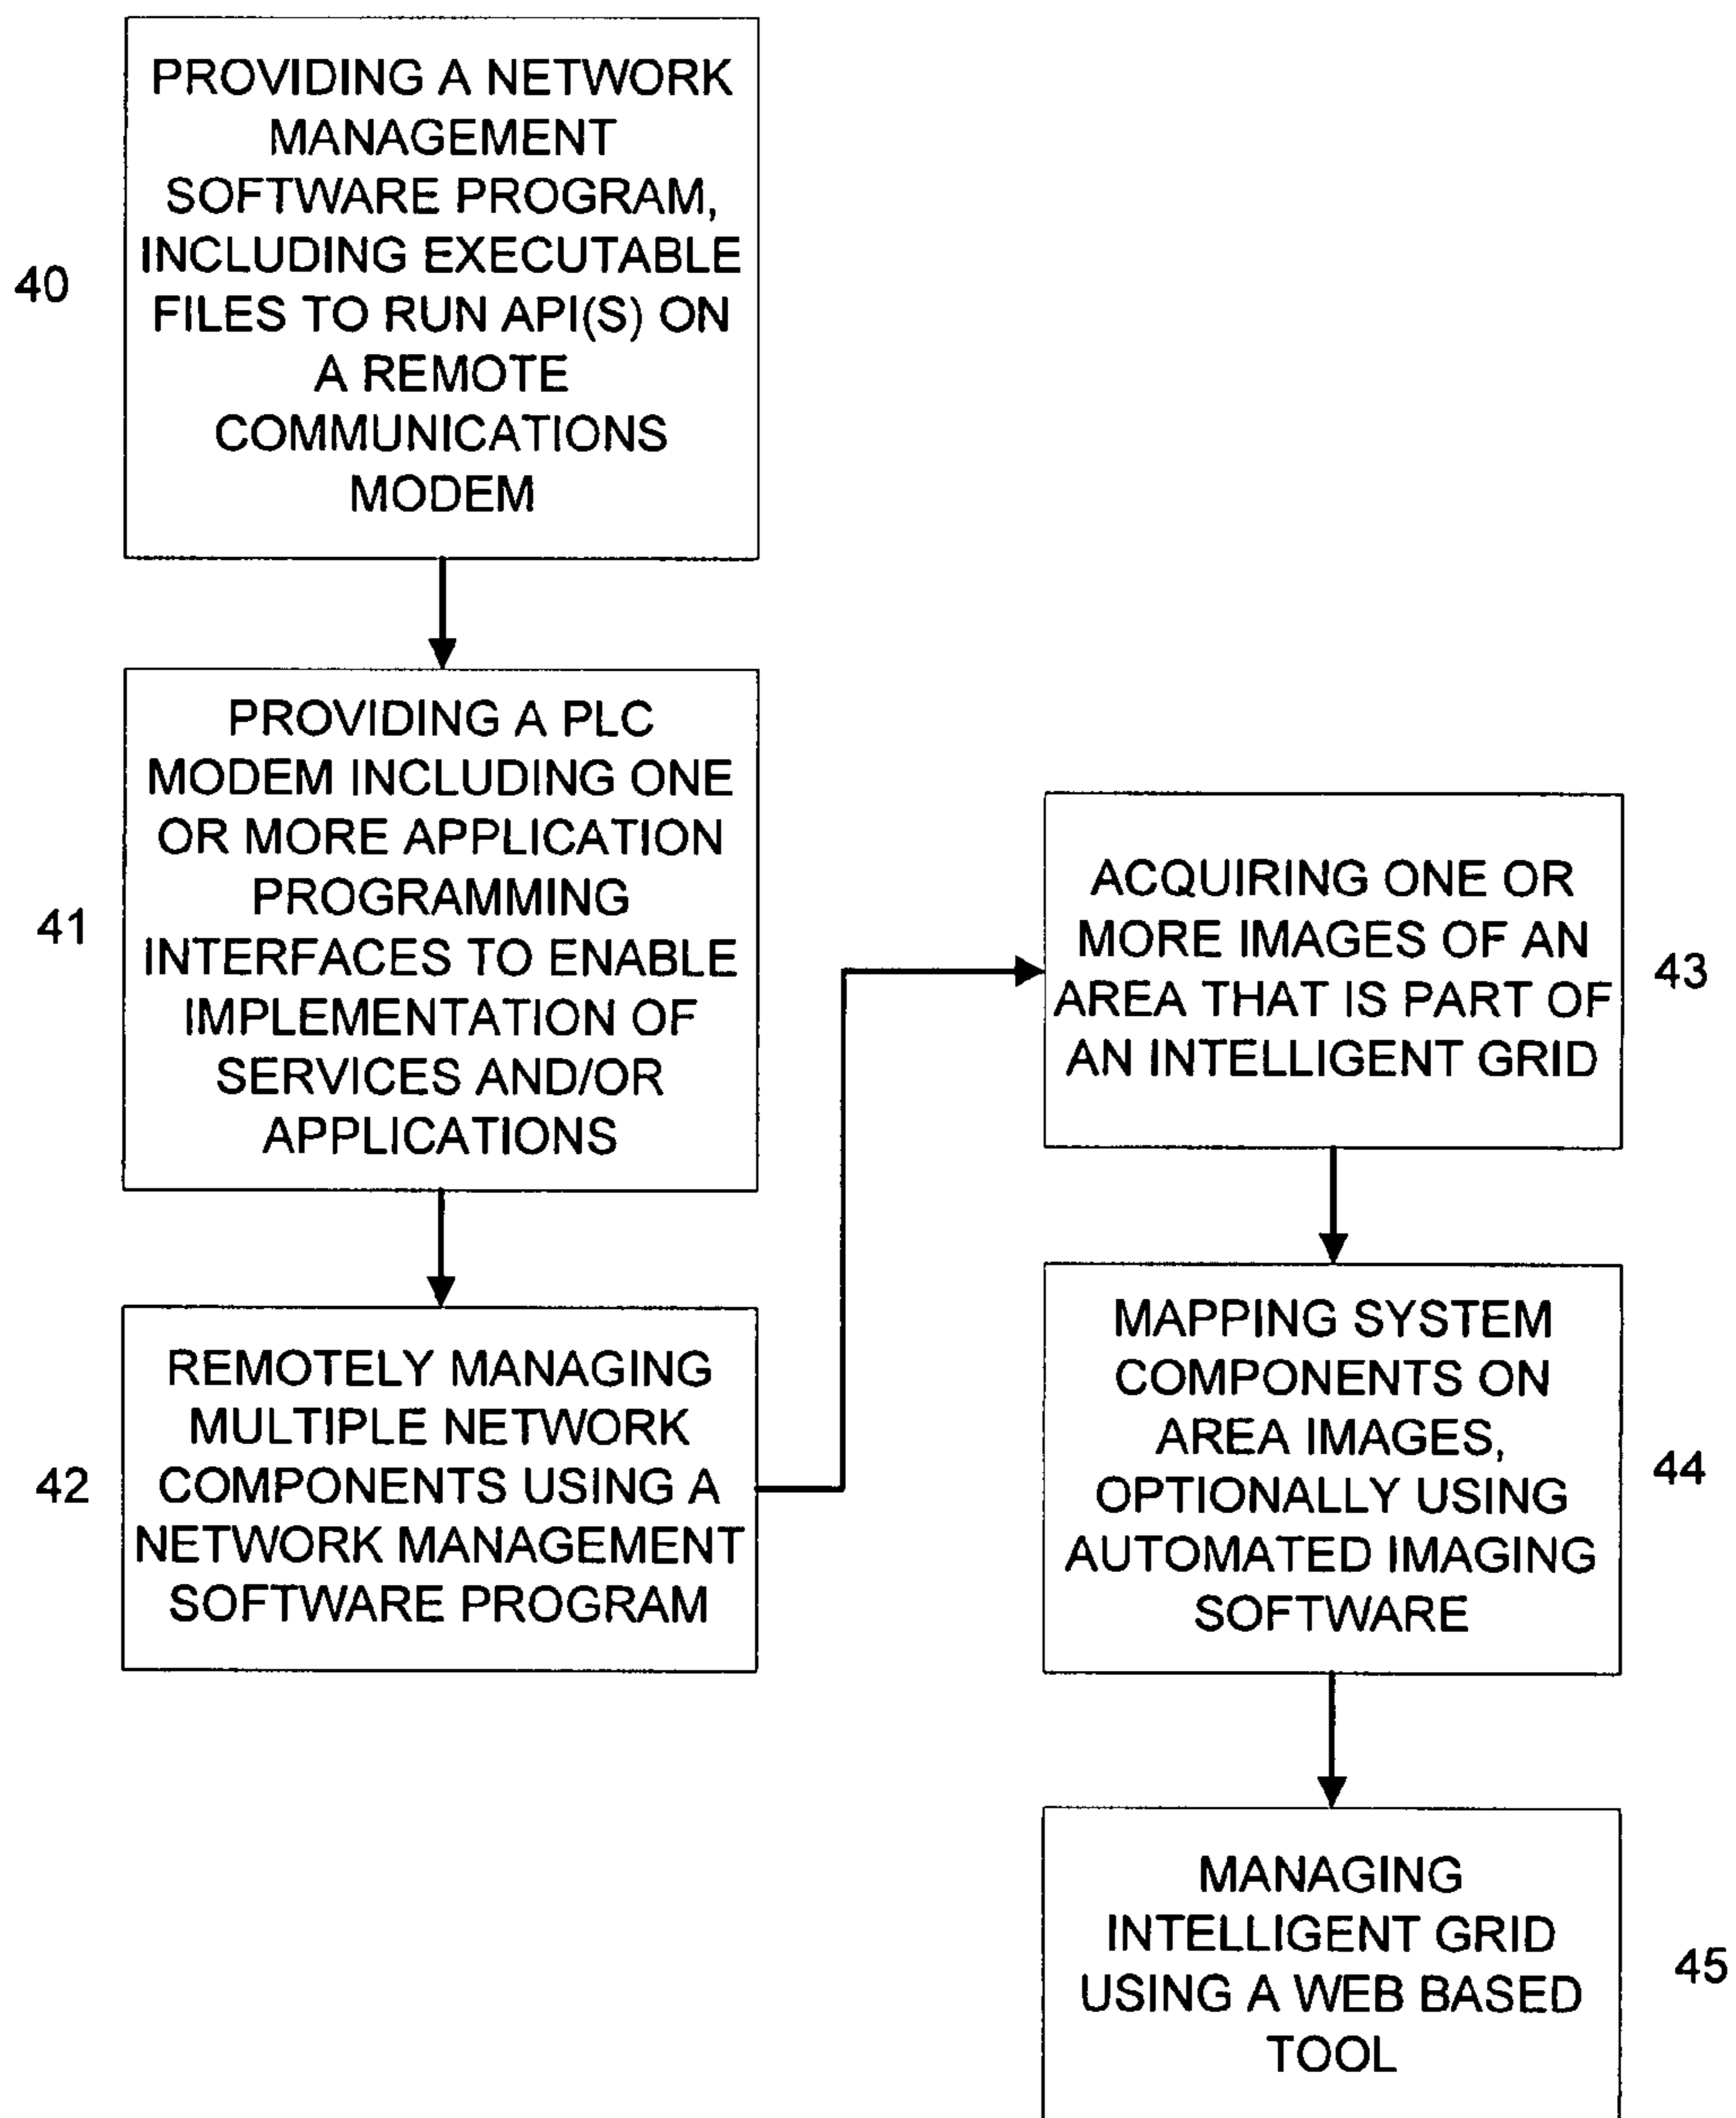 40
PROVIDING A NETWORK
MANAGEMENT
SOFTWARE PROGRAM,
INCLUDING EXECUTABLE
FILES TO RUN API(S) ON
A REMOTE
COMMUNICATIONS
MODEM
41
PROVIDING A PLC
MODEM INCLUDING ONE
OR MORE APPLICATION
PROGRAMMING
INTERFACES TO ENABLE
IMPLEMENTATION OF
SERVICES AND/OR
APPLICATIONS
42
REMOTELY MANAGING
MULTIPLE NETWORK
COMPONENTS USING A
NETWORK MANAGEMENT
SOFTWARE PROGRAM
ACQUIRING ONE OR
MORE IMAGES OF AN
AREA THAT IS PART OF
AN INTELLIGENT GRID
43
MAPPING SYSTEM
COMPONENTS ON
AREA IMAGES,
OPTIONALLY USING
AUTOMATED IMAGING
SOFTWARE
44
MANAGING
INTELLIGENT GRID
USING A WEB BASED
TOOL
45